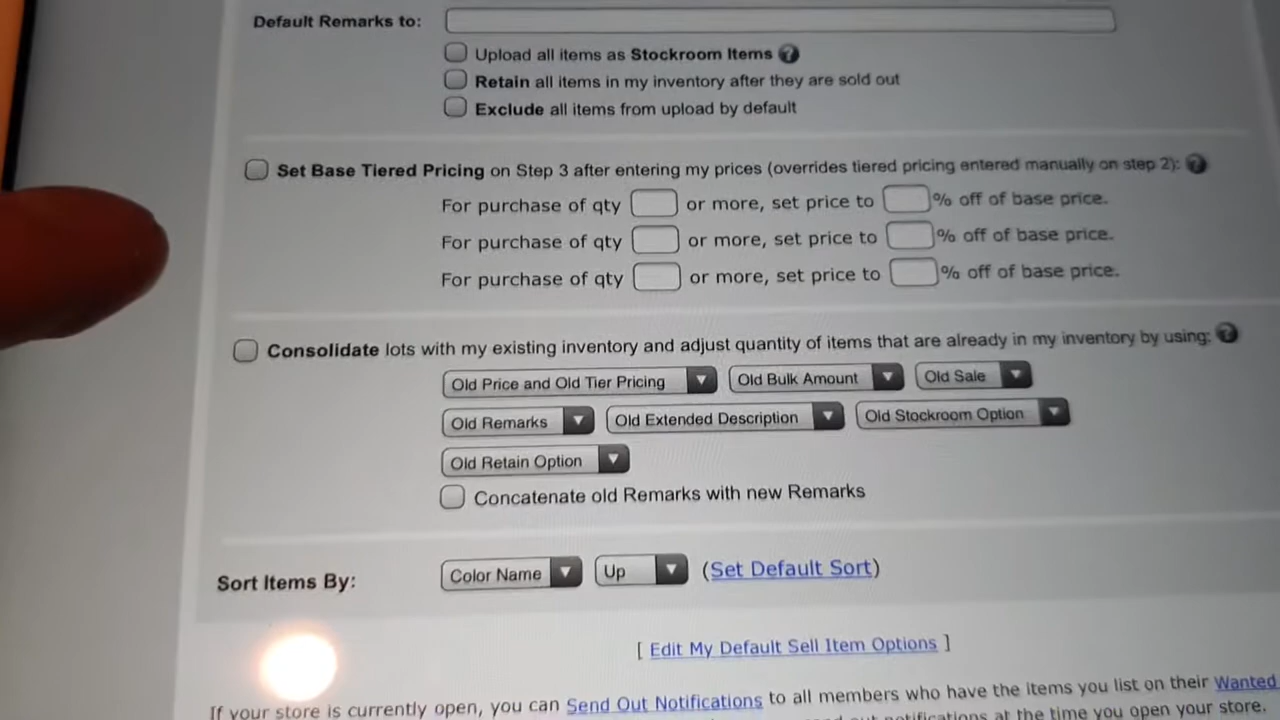 Default Remarks to:
Upload all items as Stockroom Items ?
Retain all items in my inventory after they are sold out
Exclude all items from upload by default
Set Base Tiered Pricing on Step 3 after entering my prices (overrides tiered pricing entered manually on step 2): ?
For purchase of qty or more, set price to % off of base price.
For purchase of qty or more, set price to % off of base price.
For purchase of qty or more, set price to % off of base price.
Consolidate lots with my existing inventory and adjust quantity of items that are already in my inventory by using: ?
Old Price and Old Tier Pricing Old Bulk Amount Old Sale
Old Remarks Old Extended Description Old Stockroom Option
Old Retain Option
Concatenate old Remarks with new Remarks
Sort Items By: Color Name Up (Set Default Sort)
[ Edit My Default Sell Item Options ]
If your store is currently open, you can Send Out Notifications to all members who have the items you list on their Wanted
notifications at the time you open your store.